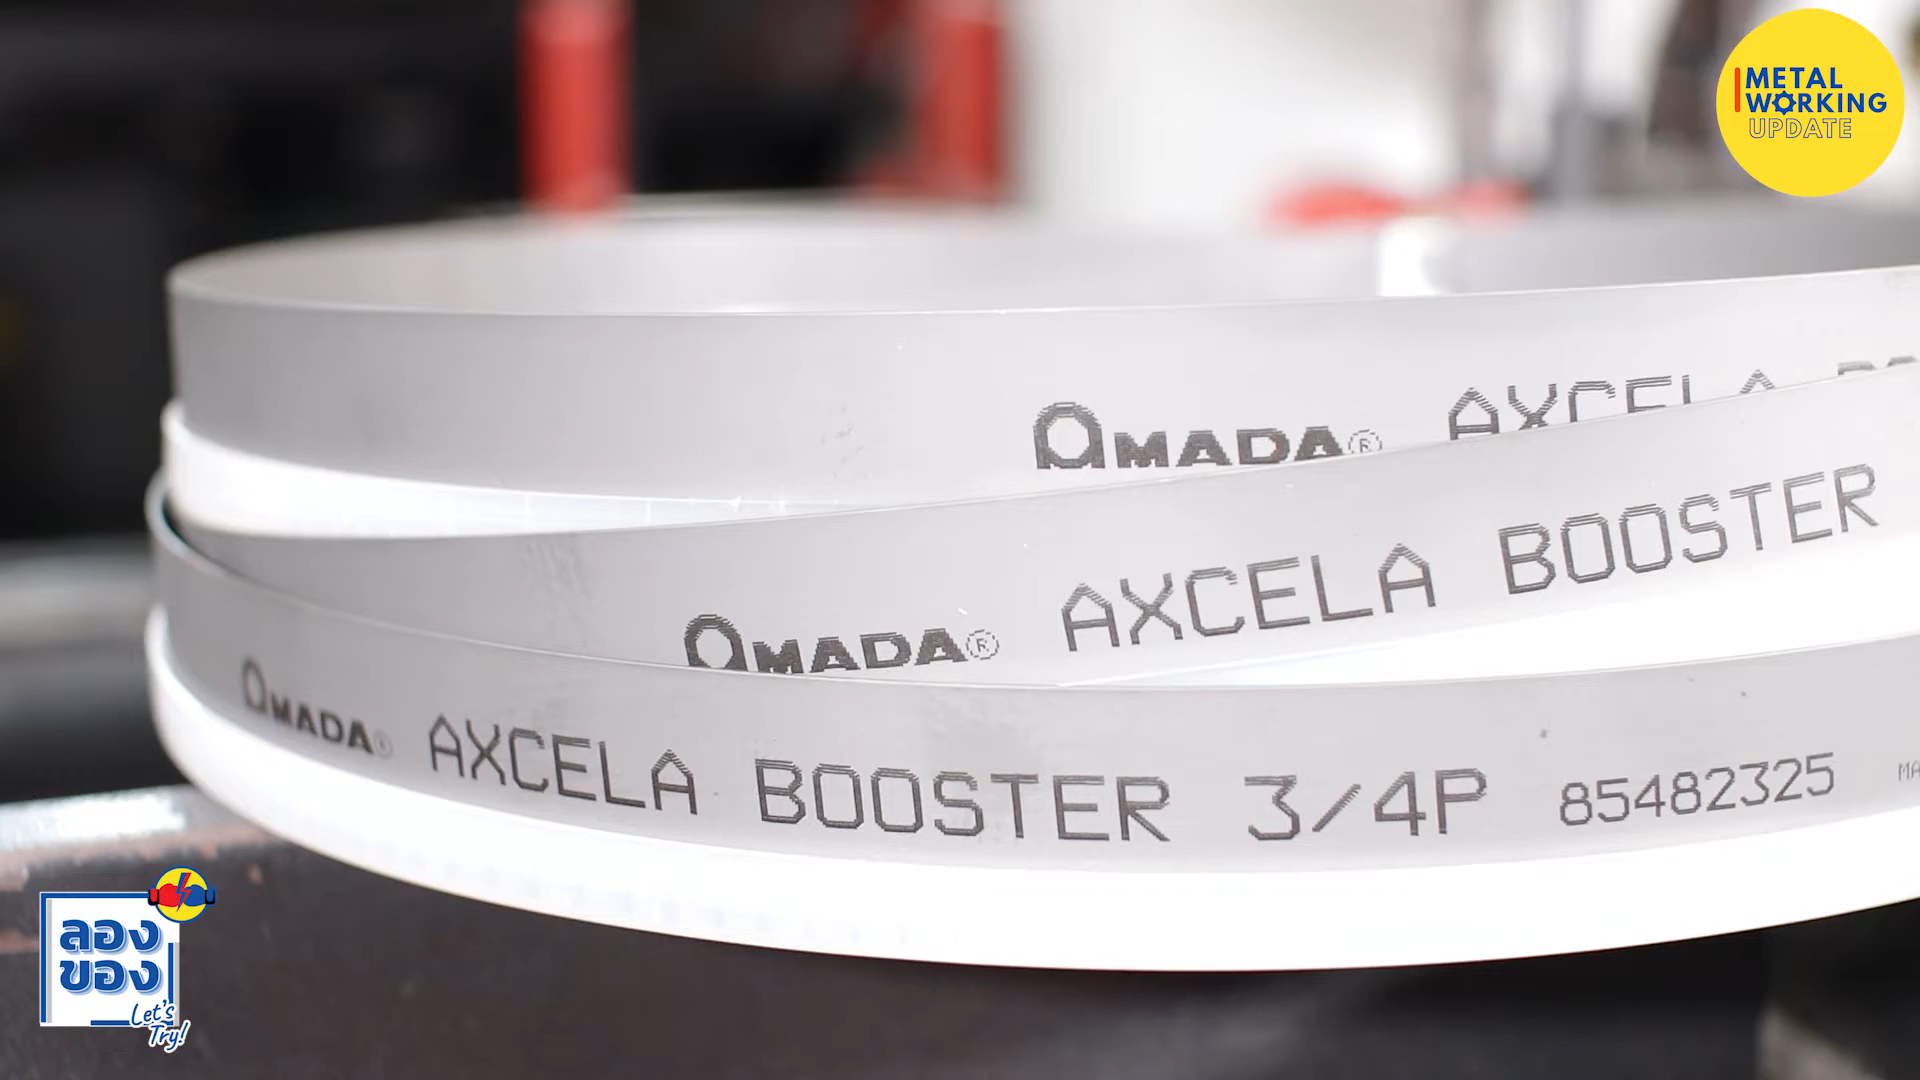 METAL
WORKING
UPDATE
AMADA® AXCELA
AMADA® AXCELA BOOSTER
AMADA® AXCELA BOOSTER 3/4P 85482325
ลอง
ของ
Let's
Try!